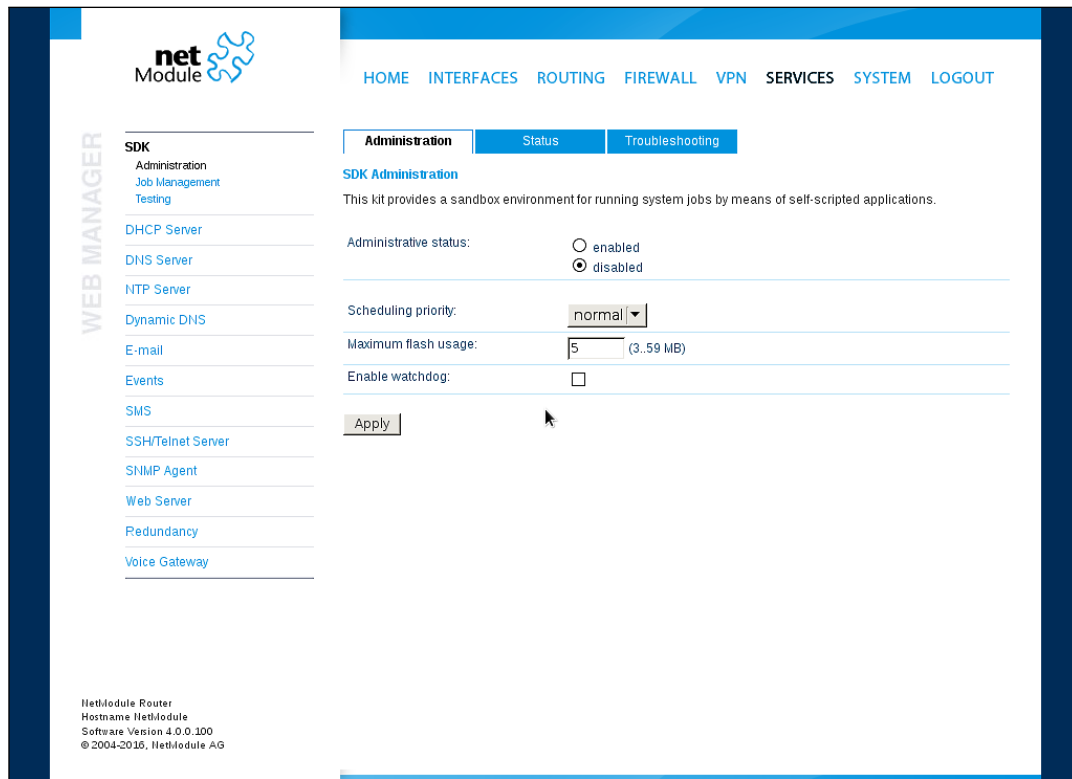 net
Module
HOME INTERFACES ROUTING FIREWALL VPN SERVICES SYSTEM LOGOUT
WEB MANAGER
SDK
Administration
Job Management
Testing
DHCP Server
DNS Server
NTP Server
Dynamic DNS
E-mail
Events
SMS
SSH/Telnet Server
SNMP Agent
Web Server
Redundancy
Voice Gateway
Administration Status Troubleshooting
SDK Administration
This kit provides a sandbox environment for running system jobs by means of self-scripted applications.
Administrative status:
enabled
disabled
Scheduling priority: normal
Maximum flash usage: 5 (3..59 MB)
Enable watchdog:
Apply
NetModule Router
Hostname NetModule
Software Version 4.0.0.100
© 2004-2016, NetModule AG